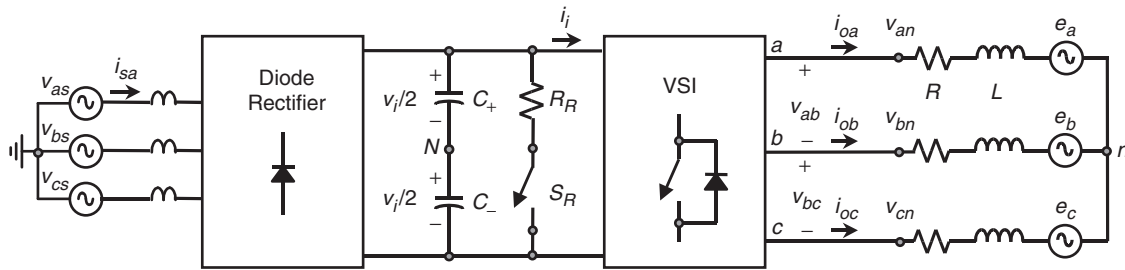 i_sa
v_as
v_bs
v_cs
Diode
Rectifier
+
v_i/2
C_+
−
N
+
v_i/2
C_−
−
R_R
S_R
i_i
VSI
a
+
v_ab
b −
+
v_bc
c −
i_oa
v_an
R
L
e_a
i_ob
v_bn
e_b
n
i_oc
v_cn
e_c